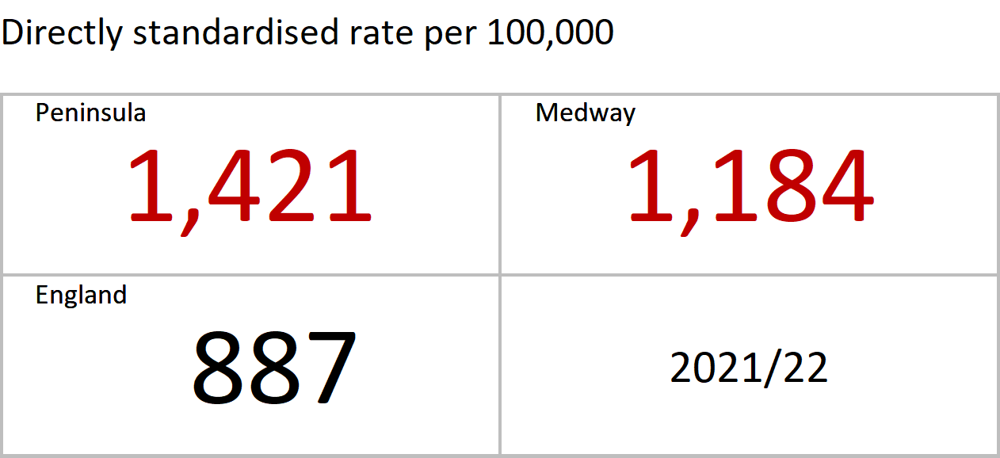 Directly standardised rate per 100,000
Peninsula
1,421
Medway
1,184
England
887
2021/22